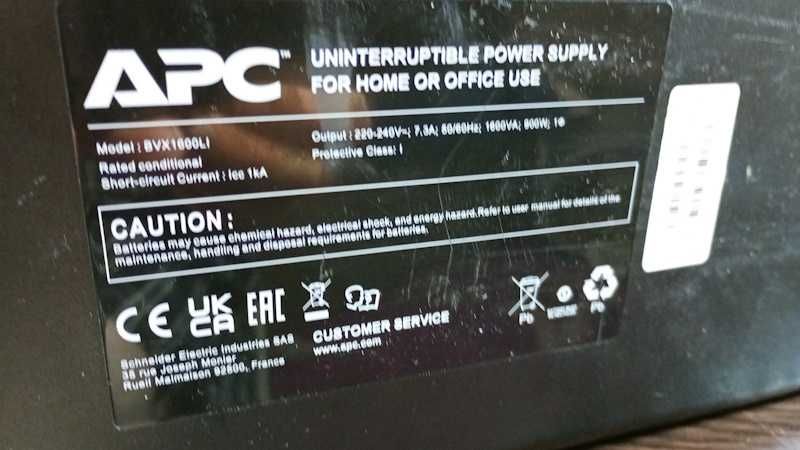 APC™
UNINTERRUPTIBLE POWER SUPPLY
FOR HOME OR OFFICE USE
Model : BVX1600LI
Rated conditional
Short-circuit Current : Icc 1kA
Output : 220-240V~; 7.3A; 50/60Hz; 1600VA; 900W; 1Φ
Protective Class: I
CAUTION :
Batteries may cause chemical hazard, electrical shock, and energy hazard.Refer to user manual for details of the
maintenance, handling and disposal requirements for batteries.
CE UK CA EAC
Pb
Pb
CUSTOMER SERVICE
www.apc.com
Schneider Electric Industries SAS
35 rue Joseph Monier
Rueil Malmaison 92500, France